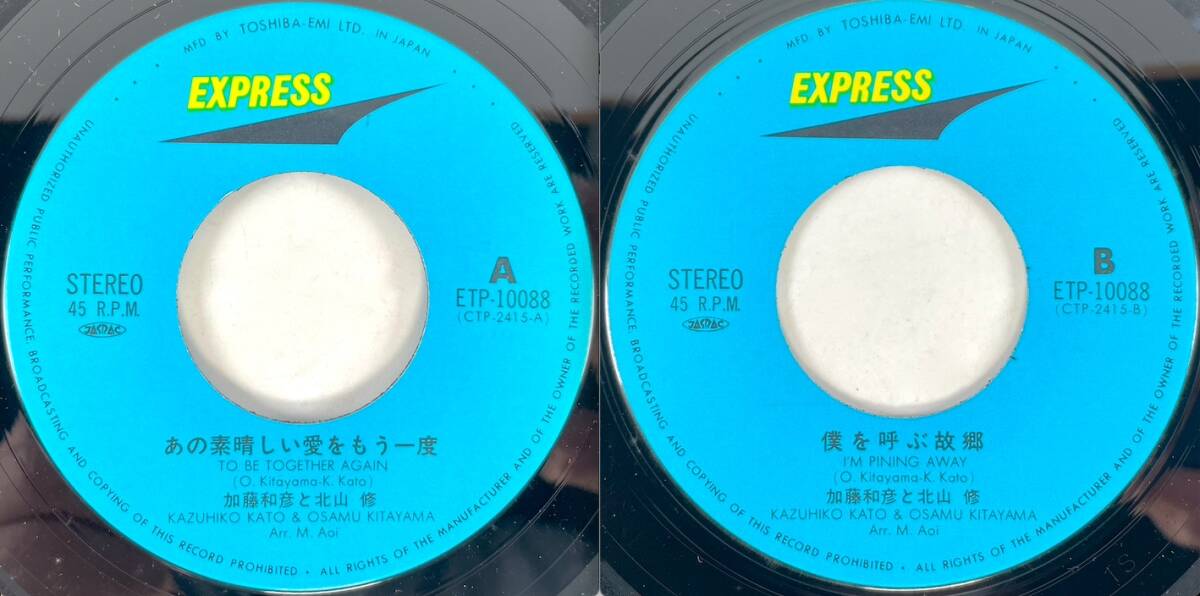 MFD BY TOSHIBA-EMI LTD. IN JAPAN
EXPRESS
STEREO
45 R.P.M.
JASRAC
A
ETP-10088
(CTP-2415-A)
あの素晴しい愛をもう一度
TO BE TOGETHER AGAIN
(O. Kitayama-K. Kato)
加藤和彦と北山 修
KAZUHIKO KATO & OSAMU KITAYAMA
Arr. M. Aoi
UNAUTHORIZED PUBLIC PERFORMANCE BROADCASTING AND COPYING OF THIS RECORD PROHIBITED • ALL RIGHTS OF THE MANUFACTURER AND OF THE OWNER OF THE RECORDED WORK ARE RESERVED
MFD BY TOSHIBA-EMI LTD. IN JAPAN
EXPRESS
STEREO
45 R.P.M.
JASRAC
B
ETP-10088
(CTP-2415-B)
僕を呼ぶ故郷
I'M PINING AWAY
(O. Kitayama-K. Kato)
加藤和彦と北山 修
KAZUHIKO KATO & OSAMU KITAYAMA
Arr. M. Aoi
UNAUTHORIZED PUBLIC PERFORMANCE BROADCASTING AND COPYING OF THIS RECORD PROHIBITED • ALL RIGHTS OF THE MANUFACTURER AND OF THE OWNER OF THE RECORDED WORK ARE RESERVED